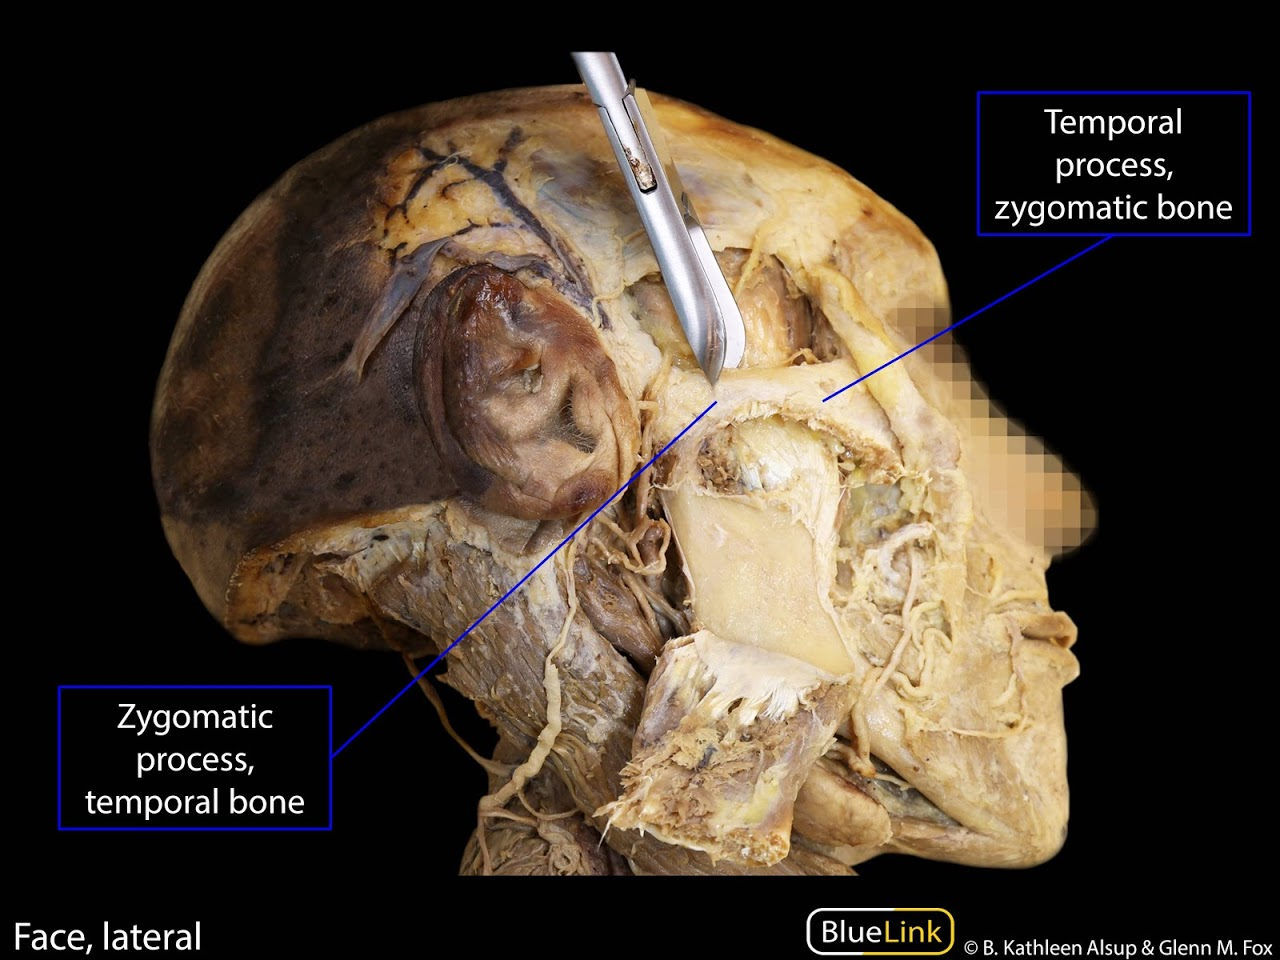 Temporal
process,
zygomatic bone
Zygomatic
process,
temporal bone
Face, lateral
BlueLink
© B. Kathleen Alsup & Glenn M. Fox